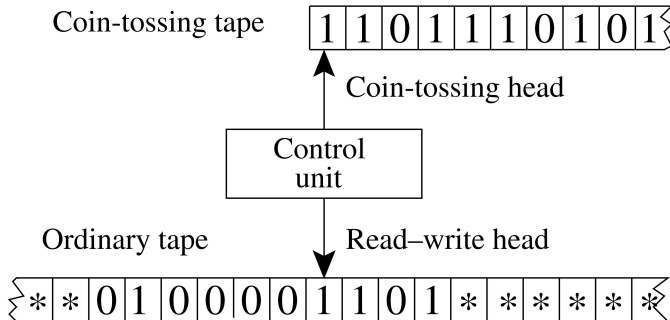 Coin-tossing tape
1 1 0 1 1 1 0 1 0 1
Coin-tossing head
Control
unit
Ordinary tape
Read–write head
* * 0 1 0 0 0 0 1 1 0 1 * * * * * *